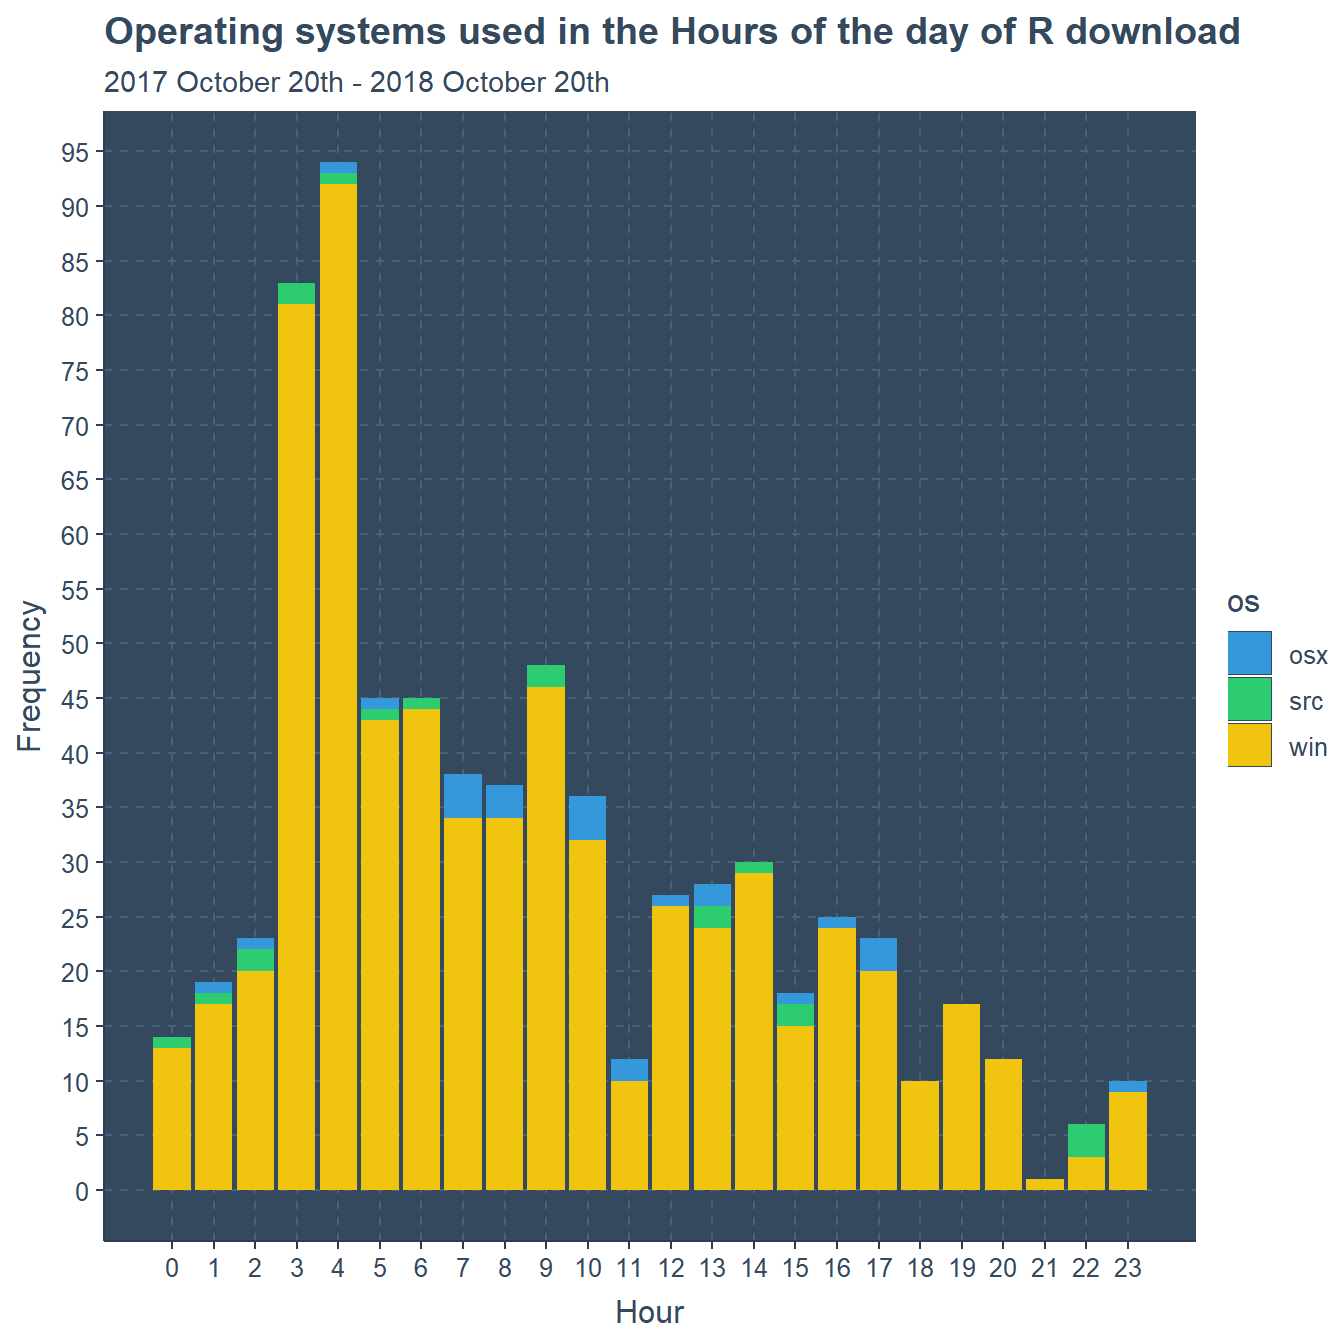 Operating systems used in the Hours of the day of R download
2017 October 20th - 2018 October 20th
95
90
85
80
75
70
65
60
55
50
45
40
35
30
25
20
15
10
5
0
Frequency
0 1 2 3 4 5 6 7 8 9 10 11 12 13 14 15 16 17 18 19 20 21 22 23
Hour
os
osx
src
win